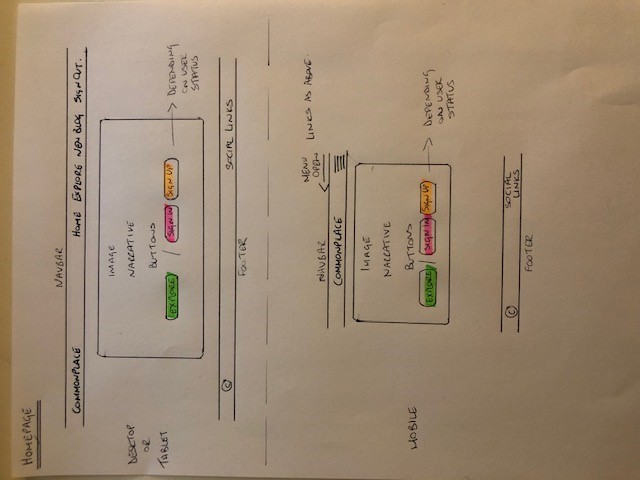 HOMEPAGE
NAVBAR
COMMONPLACE HOME EXPLORE NEW BLOG SIGN OUT.
DESKTOP
OR
TABLET
IMAGE
NARRATIVE
BUTTONS
EXPLORE / SIGN IN SIGN UP → DEPENDING
ON USER
STATUS
© SOCIAL LINKS
FOOTER
MENU
OPEN
LINKS AS ABOVE.
NAVBAR
COMMONPLACE
MOBILE
IMAGE
NARRATIVE
BUTTONS
EXPLORE / SIGN IN SIGN UP → DEPENDING
ON USER
STATUS
© SOCIAL
LINKS
FOOTER